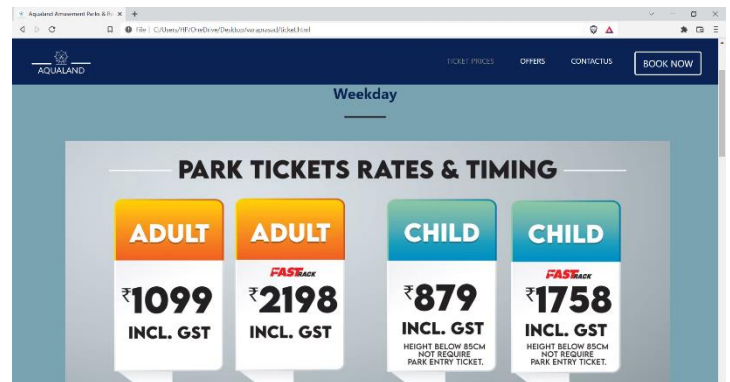 Aqualand Amusement Parks & Re
File | C:/Users/HP/OneDrive/Desktop/varaprasad/ticket.html
AQUALAND
TICKET PRICES OFFERS CONTACTUS BOOK NOW
Weekday
PARK TICKETS RATES & TIMING
ADULT ADULT CHILD CHILD
FASTRACK FASTRACK
₹1099 ₹2198 ₹879 ₹1758
INCL. GST INCL. GST INCL. GST INCL. GST
HEIGHT BELOW 85CM HEIGHT BELOW 85CM
NOT REQUIRE NOT REQUIRE
PARK ENTRY TICKET. PARK ENTRY TICKET.